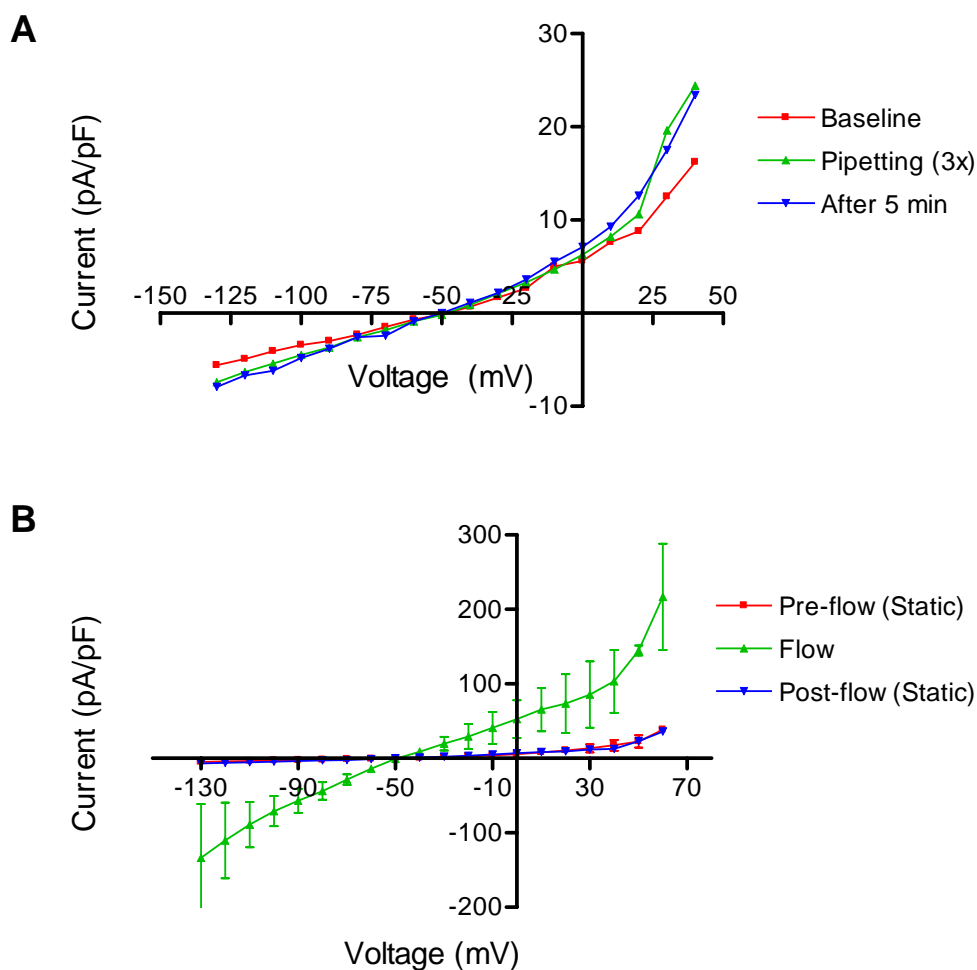 A
Current (pA/pF)
30
20
10
-10
-150 -125 -100 -75 -50 -25 25 50
Voltage (mV)
Baseline
Pipetting (3x)
After 5 min
B
Current (pA/pF)
300
200
100
-100
-200
-130 -90 -50 -10 30 70
Voltage (mV)
Pre-flow (Static)
Flow
Post-flow (Static)